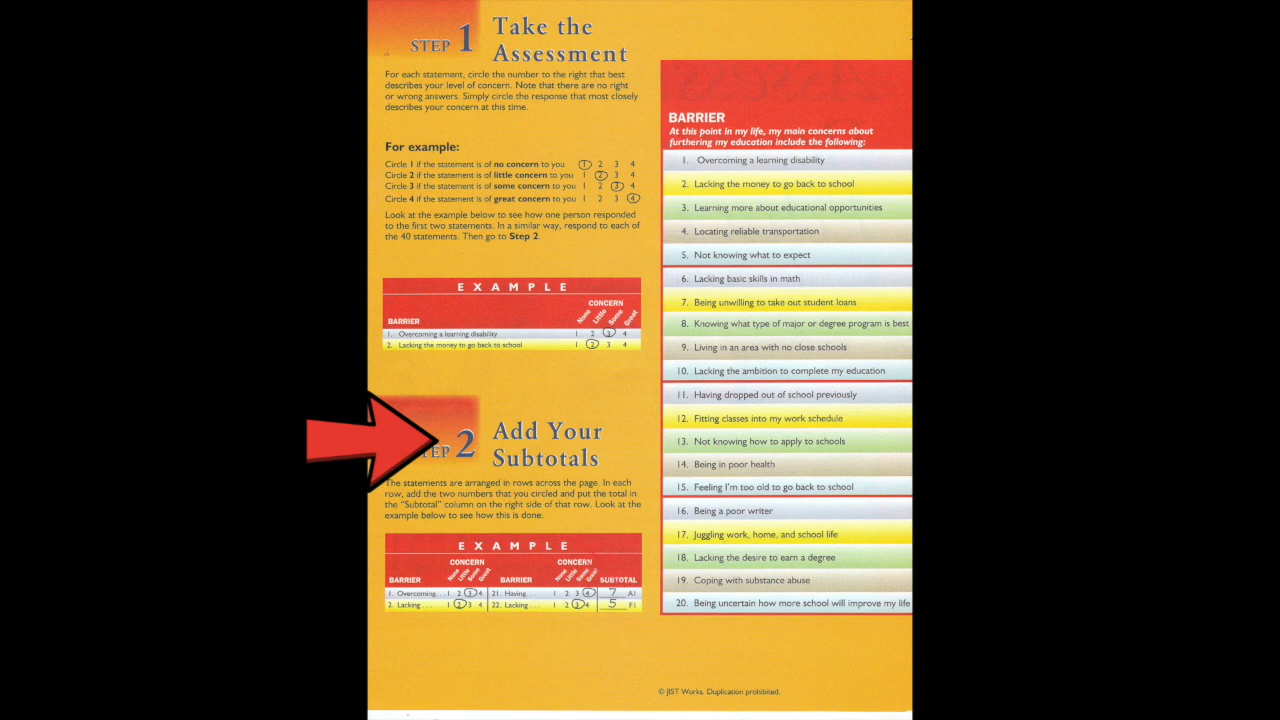 STEP 1
Take the
Assessment
For each statement, circle the number to the right that best
describes your level of concern. Note that there are no right
or wrong answers. Simply circle the response that most closely
describes your concern at this time.
For example:
Circle 1 if the statement is of no concern to you 1 2 3 4
Circle 2 if the statement is of little concern to you 1 2 3 4
Circle 3 if the statement is of some concern to you 1 2 3 4
Circle 4 if the statement is of great concern to you 1 2 3 4
Look at the example below to see how one person responded
to the first two statements. In a similar way, respond to each of
the 40 statements. Then go to Step 2.
EXAMPLE
CONCERN
BARRIER None Little Some Great
1. Overcoming a learning disability 1 2 3 4
2. Lacking the money to go back to school 1 2 3 4
TEP 2
Add Your
Subtotals
The statements are arranged in rows across the page. In each
row, add the two numbers that you circled and put the total in
the "Subtotal" column on the right side of that row. Look at the
example below to see how this is done.
EXAMPLE
CONCERN CONCERN
BARRIER None Little Some Great BARRIER None Little Some Great SUBTOTAL
1. Overcoming. . . 1 2 3 4 21. Having. . . 1 2 3 4 7 A1
2. Lacking . . . 1 2 3 4 22. Lacking . . . 1 2 3 4 5 F1
BARRIER
At this point in my life, my main concerns about
furthering my education include the following:
1. Overcoming a learning disability
2. Lacking the money to go back to school
3. Learning more about educational opportunities
4. Locating reliable transportation
5. Not knowing what to expect
6. Lacking basic skills in math
7. Being unwilling to take out student loans
8. Knowing what type of major or degree program is best
9. Living in an area with no close schools
10. Lacking the ambition to complete my education
11. Having dropped out of school previously
12. Fitting classes into my work schedule
13. Not knowing how to apply to schools
14. Being in poor health
15. Feeling I'm too old to go back to school
16. Being a poor writer
17. Juggling work, home, and school life
18. Lacking the desire to earn a degree
19. Coping with substance abuse
20. Being uncertain how more school will improve my life
© JIST Works. Duplication prohibited.